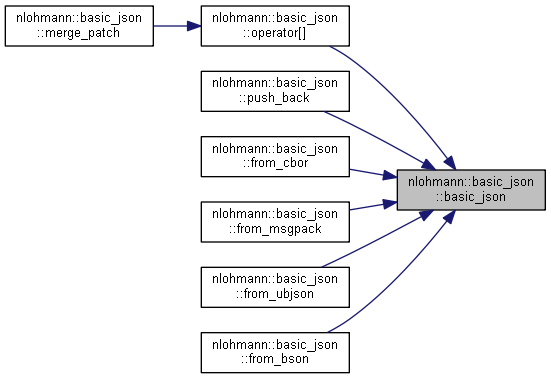 nlohmann::basic_json
::merge_patch
nlohmann::basic_json
::operator[]
nlohmann::basic_json
::push_back
nlohmann::basic_json
::from_cbor
nlohmann::basic_json
::from_msgpack
nlohmann::basic_json
::from_ubjson
nlohmann::basic_json
::from_bson
nlohmann::basic_json
::basic_json